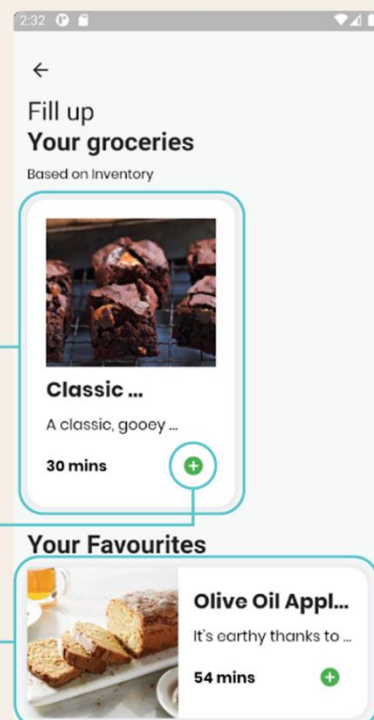 2:32
Fill up
Your groceries
Based on Inventory
Classic ...
A classic, gooey ...
30 mins
Your Favourites
Olive Oil Appl...
It's earthy thanks to ...
54 mins